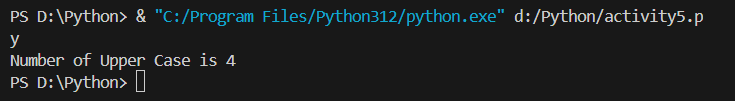 PS D:\Python> & "C:/Program Files/Python312/python.exe" d:/Python/activity5.p
y
Number of Upper Case is 4
PS D:\Python>